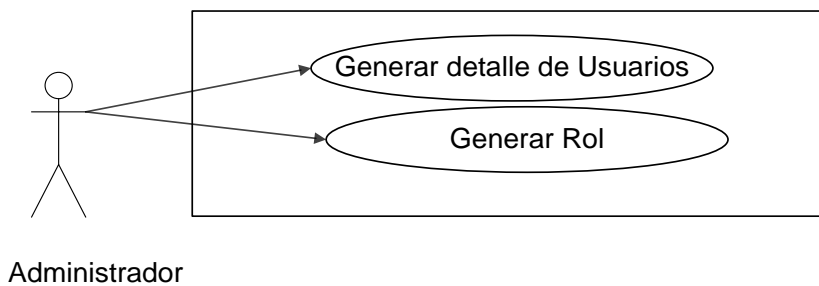 Generar detalle de Usuarios
Generar Rol
Administrador